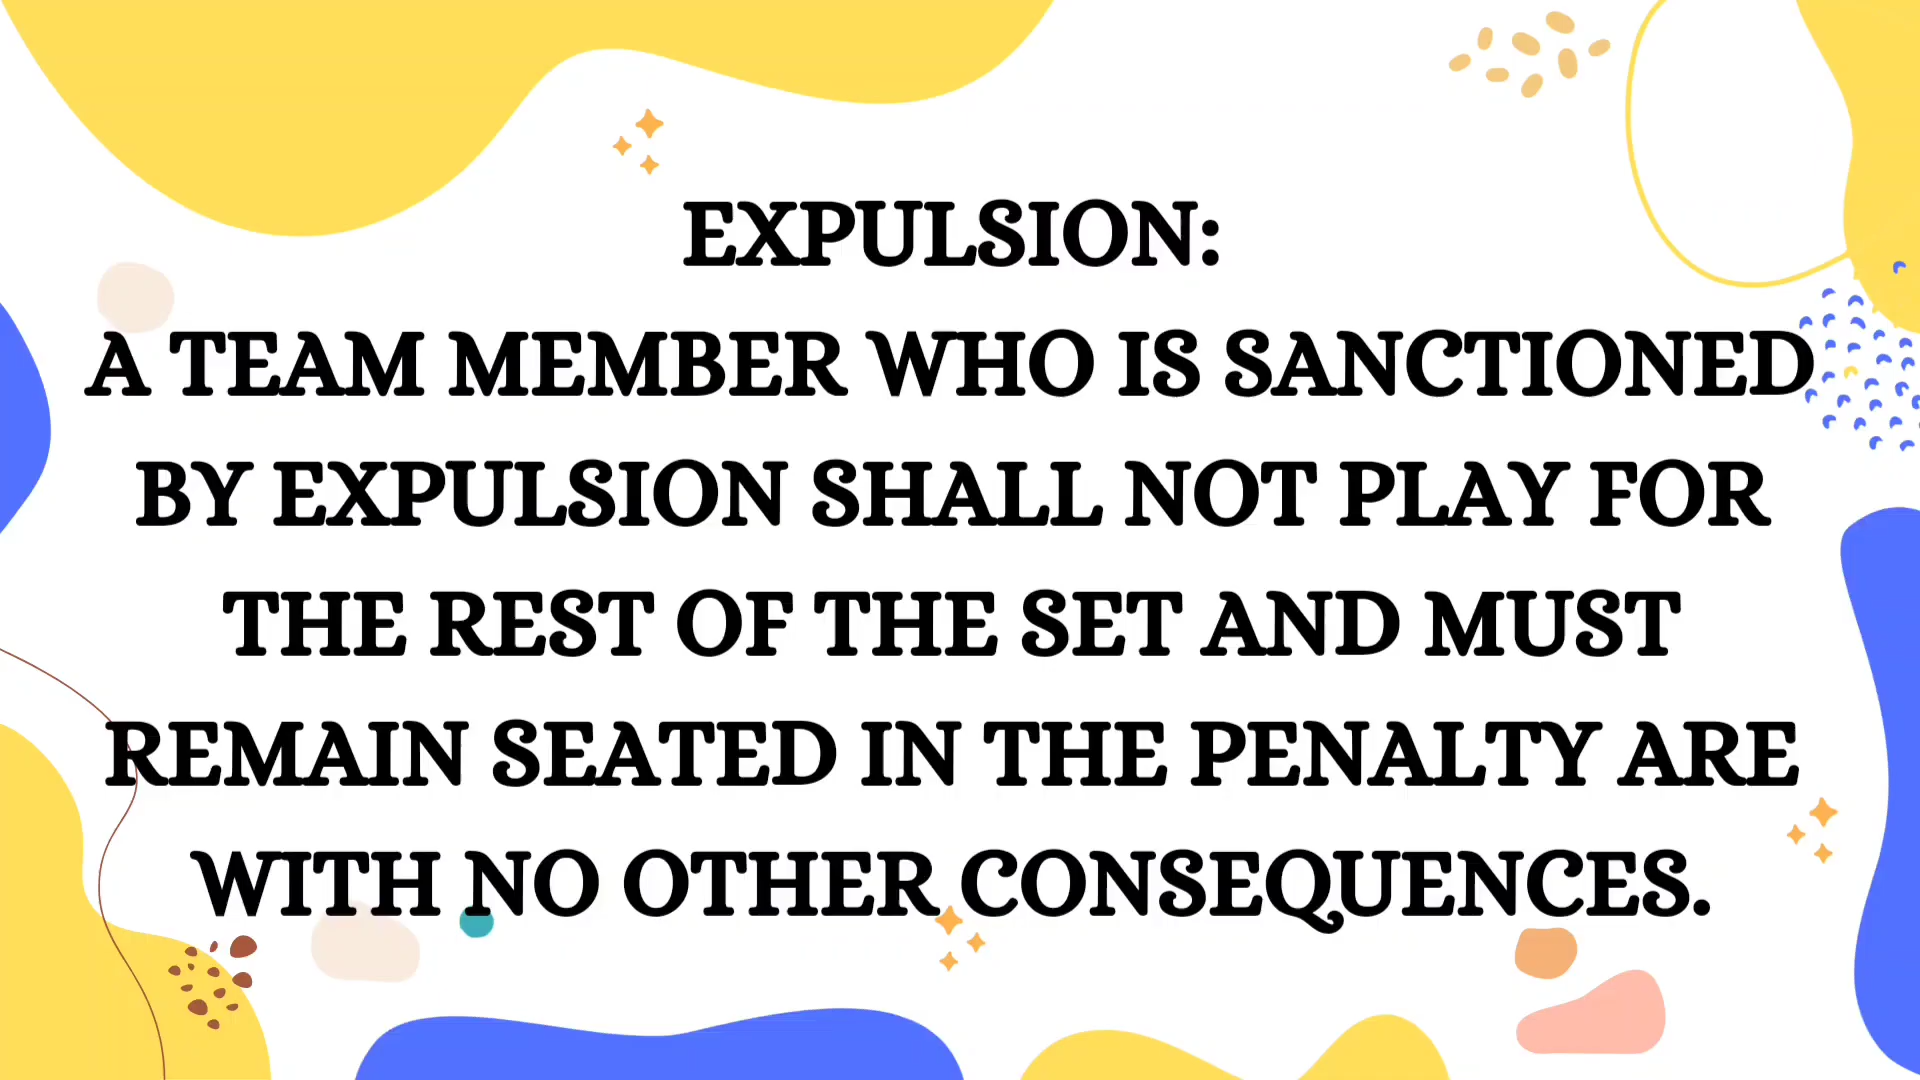 EXPULSION:
A TEAM MEMBER WHO IS SANCTIONED
BY EXPULSION SHALL NOT PLAY FOR
THE REST OF THE SET AND MUST
REMAIN SEATED IN THE PENALTY ARE
WITH NO OTHER CONSEQUENCES.